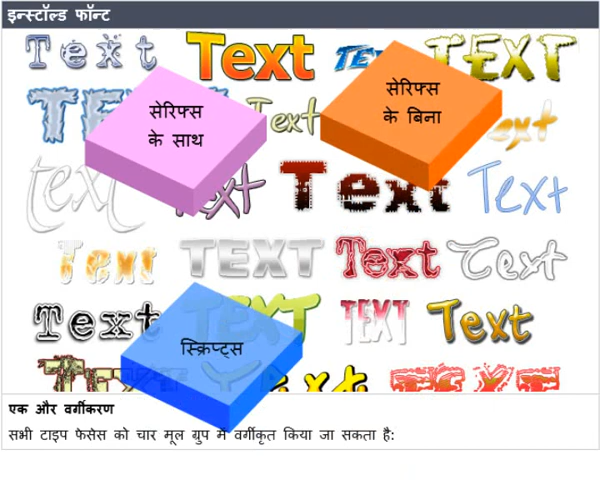 इन्स्टॉल्ड फॉन्ट
Text Text TEXT
Text
सेरिफ्स
के साथ
सेरिफ्स
के बिना
text Text Text
Text TEXT Text Text
Text TEXT Text
स्क्रिप्ट्स
TEXT
एक और वर्गीकरण
सभी टाइप फेसेस को चार मूल ग्रुप में वर्गीकृत किया जा सकता है: